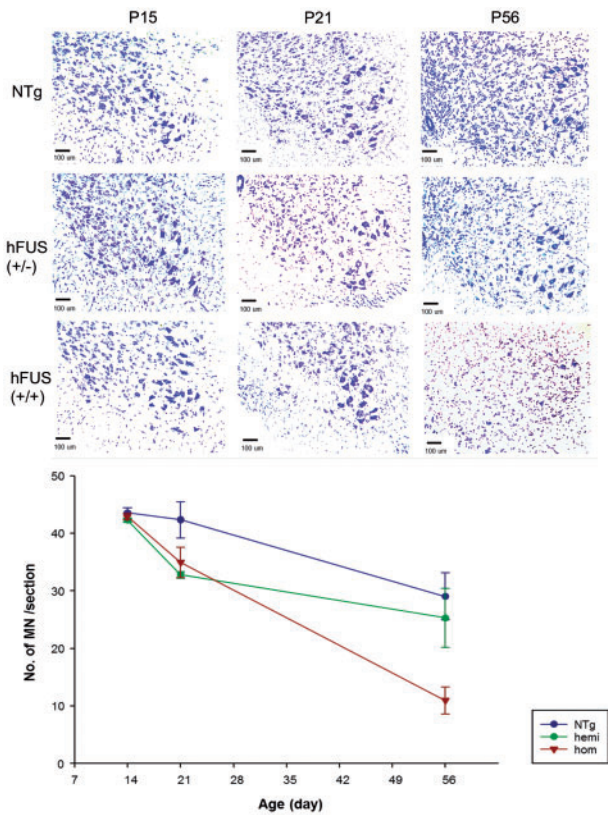 P15 P21 P56
NTg
100 um 100 um 100 um
hFUS
(+/-)
100 um 100 um 100 um
hFUS
(+/+)
100 um 100 um 100 um
50
40
30
20
10
0
No. of MN /section
7 14 21 28 35 42 49 56
Age (day)
NTg
hemi
hom